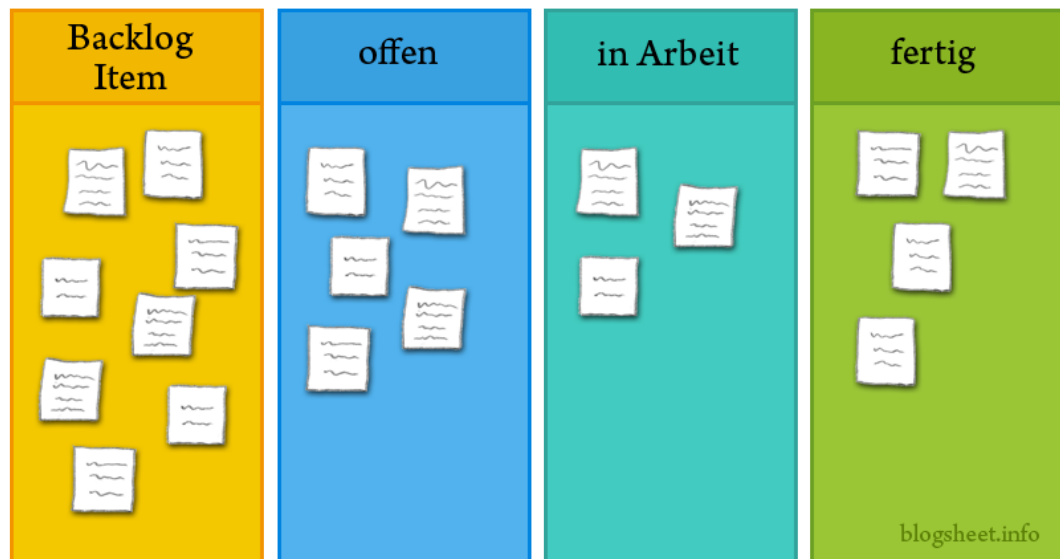 Backlog
Item
offen
in Arbeit
fertig
blogsheet.info